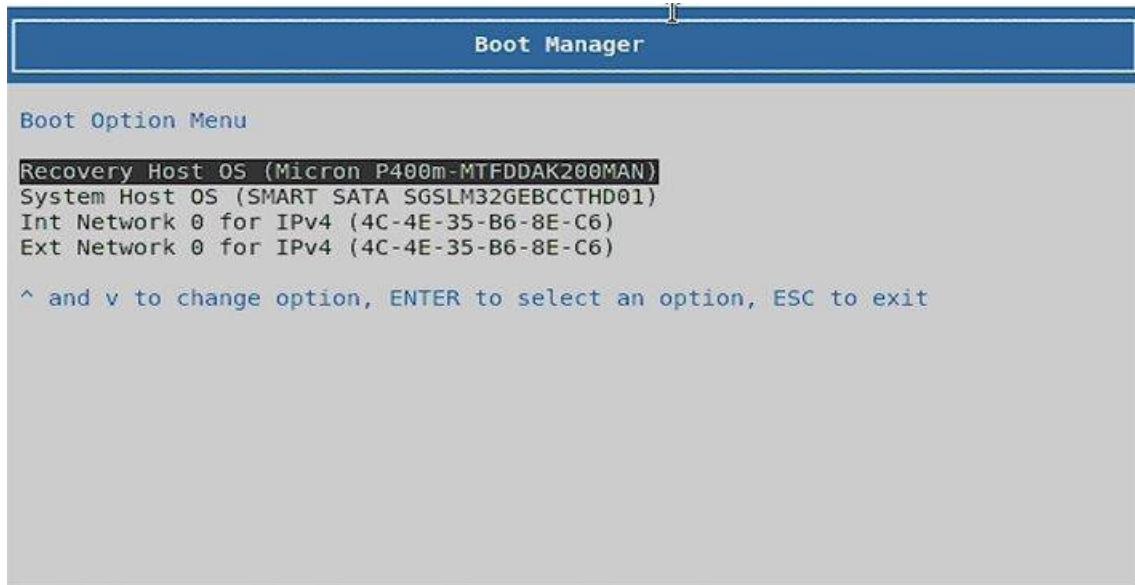 Boot Manager
Boot Option Menu
Recovery Host OS (Micron P400m-MTFDDAK200MAN)
System Host OS (SMART SATA SGSLM32GEBCCTHD01)
Int Network 0 for IPv4 (4C-4E-35-B6-8E-C6)
Ext Network 0 for IPv4 (4C-4E-35-B6-8E-C6)
^ and v to change option, ENTER to select an option, ESC to exit